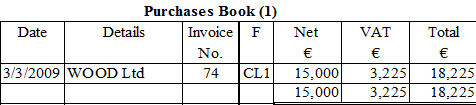 Purchases Book (1)
Date Details Invoice No. F Net € VAT € Total €
3/3/2009 WOOD Ltd 74 CL1 15,000 3,225 18,225
15,000 3,225 18,225